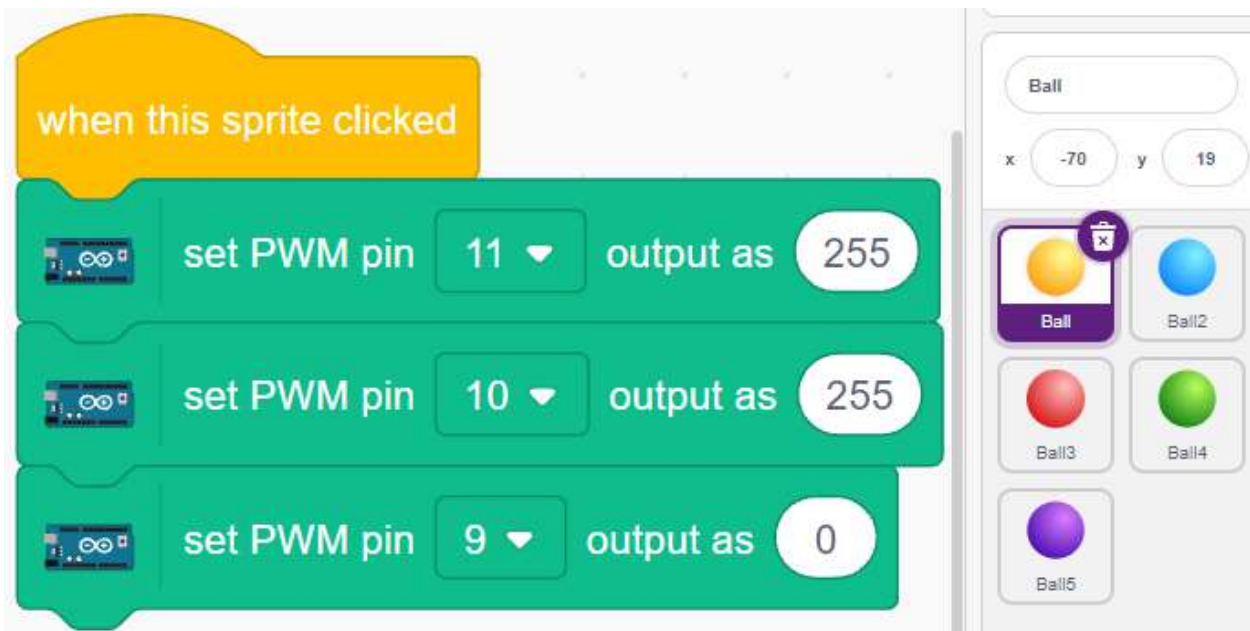 when this sprite clicked
set PWM pin 11 output as 255
set PWM pin 10 output as 255
set PWM pin 9 output as 0
Ball
x -70 y 19
Ball Ball2
Ball3 Ball4
Ball5